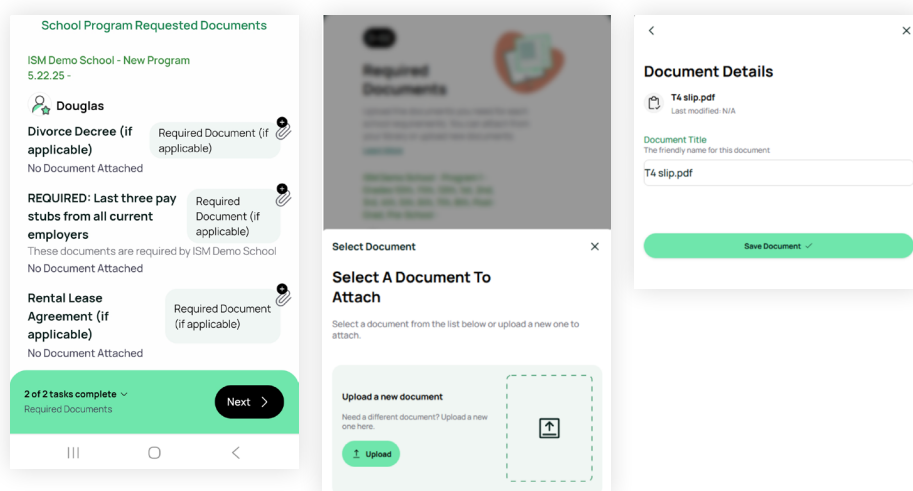 School Program Requested Documents
ISM Demo School - New Program
5.22.25 -
Douglas
Divorce Decree (if
applicable)
Required Document (if
applicable)
No Document Attached
REQUIRED: Last three pay
stubs from all current
employers
Required
Document (if
applicable)
These documents are required by ISM Demo School
No Document Attached
Rental Lease
Agreement (if
applicable)
Required Document
(if applicable)
No Document Attached
2 of 2 tasks complete
Required Documents
Next
Required
Documents
Select Document
Select A Document To
Attach
Select a document from the list below or upload a new one to
attach.
Upload a new document
Need a different document? Upload a new
one here.
Upload
Document Details
T4 slip.pdf
Last modified: N/A
Document Title
The friendly name for this document
T4 slip.pdf
Save Document